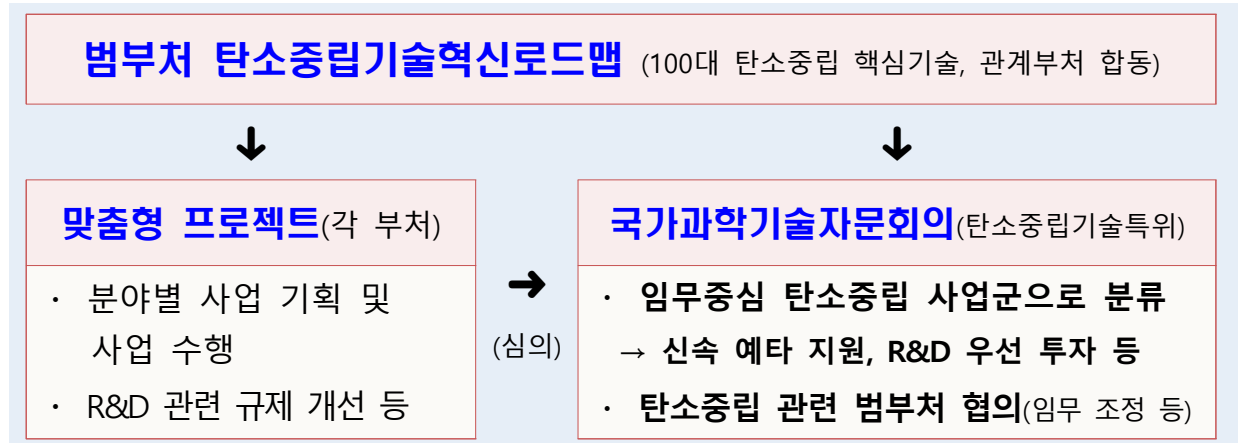 범부처 탄소중립기술혁신로드맵 (100대 탄소중립 핵심기술, 관계부처 합동)
↓ ↓
맞춤형 프로젝트(각 부처)
· 분야별 사업 기획 및
사업 수행
· R&D 관련 규제 개선 등
→
(심의)
국가과학기술자문회의(탄소중립기술특위)
· 임무중심 탄소중립 사업군으로 분류
→ 신속 예타 지원, R&D 우선 투자 등
· 탄소중립 관련 범부처 협의(임무 조정 등)